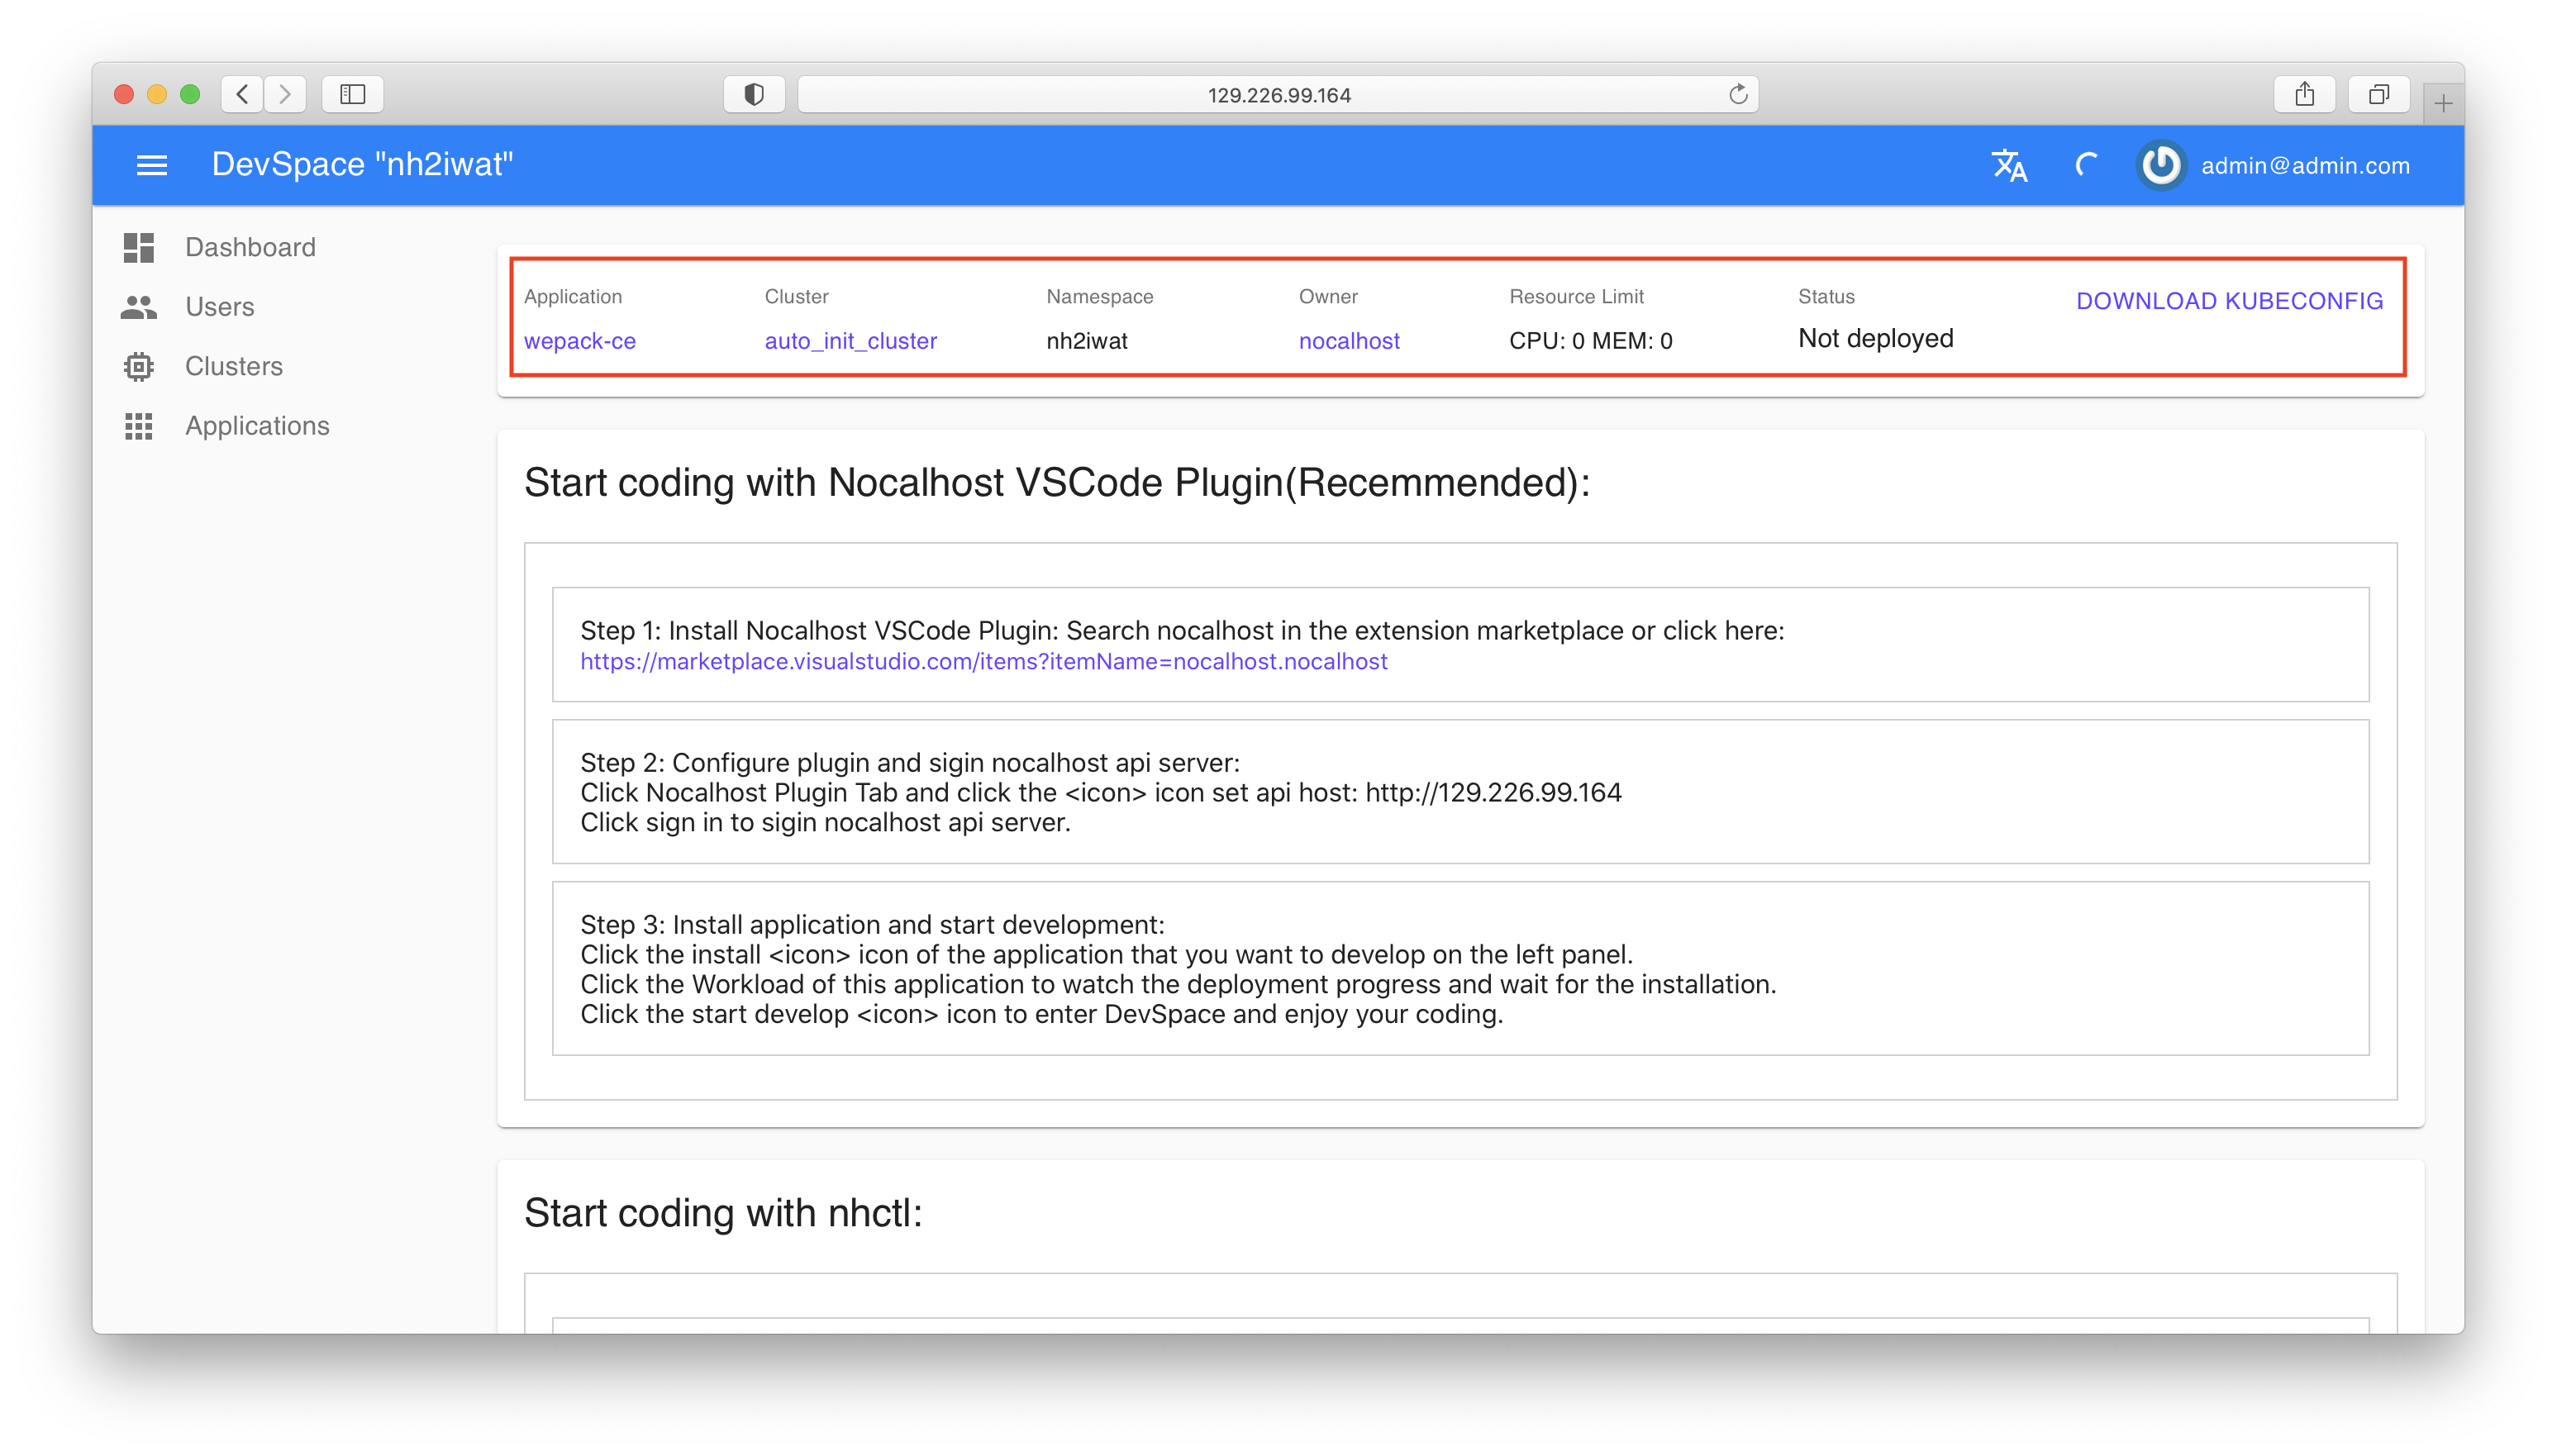 129.226.99.164
DevSpace "nh2iwat"
admin@admin.com
Dashboard
Users
Clusters
Applications
Application Cluster Namespace Owner Resource Limit Status DOWNLOAD KUBECONFIG
wepack-ce auto_init_cluster nh2iwat nocalhost CPU: 0 MEM: 0 Not deployed
Start coding with Nocalhost VSCode Plugin(Recemmended):
Step 1: Install Nocalhost VSCode Plugin: Search nocalhost in the extension marketplace or click here:
https://marketplace.visualstudio.com/items?itemName=nocalhost.nocalhost
Step 2: Configure plugin and sigin nocalhost api server:
Click Nocalhost Plugin Tab and click the <icon> icon set api host: http://129.226.99.164
Click sign in to sigin nocalhost api server.
Step 3: Install application and start development:
Click the install <icon> icon of the application that you want to develop on the left panel.
Click the Workload of this application to watch the deployment progress and wait for the installation.
Click the start develop <icon> icon to enter DevSpace and enjoy your coding.
Start coding with nhctl: